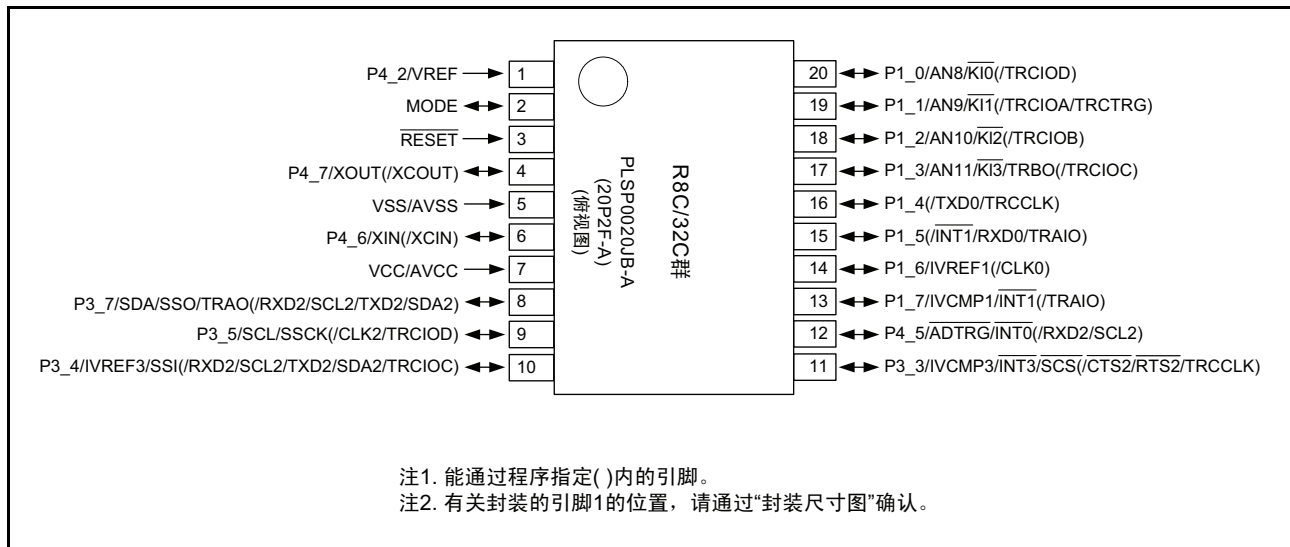 P4_2/VREF 1
MODE 2
RESET 3
P4_7/XOUT(/XCOUT) 4
VSS/AVSS 5
P4_6/XIN(/XCIN) 6
VCC/AVCC 7
P3_7/SDA/SSO/TRAO(/RXD2/SCL2/TXD2/SDA2) 8
P3_5/SCL/SSCK(/CLK2/TRCIOD) 9
P3_4/IVREF3/SSI(/RXD2/SCL2/TXD2/SDA2/TRCIOC) 10
R8C/32C群
PLSP0020JB-A
(20P2F-A)
(俯视图)
20 P1_0/AN8/KI0(/TRCIOD)
19 P1_1/AN9/KI1(/TRCIOA/TRCTRG)
18 P1_2/AN10/KI2(/TRCIOB)
17 P1_3/AN11/KI3/TRBO(/TRCIOC)
16 P1_4(/TXD0/TRCCLK)
15 P1_5(/INT1/RXD0/TRAIO)
14 P1_6/IVREF1(/CLK0)
13 P1_7/IVCMP1/INT1(/TRAIO)
12 P4_5/ADTRG/INT0(/RXD2/SCL2)
11 P3_3/IVCMP3/INT3/SCS(/CTS2/RTS2/TRCCLK)
注1. 能通过程序指定( )内的引脚。
注2. 有关封装的引脚1的位置，请通过“封装尺寸图”确认。